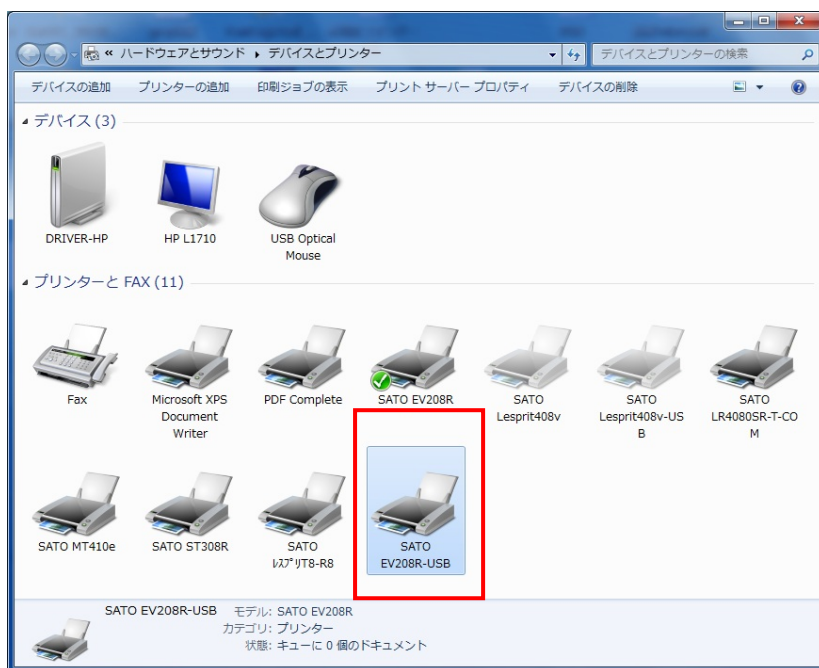 « ハードウェアとサウンド ▸ デバイスとプリンター
デバイスとプリンターの検索
デバイスの追加 プリンターの追加 印刷ジョブの表示 プリント サーバー プロパティ デバイスの削除
デバイス (3)
DRIVER-HP
HP L1710
USB Optical
Mouse
プリンターと FAX (11)
Fax
Microsoft XPS
Document
Writer
PDF Complete
SATO EV208R
SATO
Lesprit408v
SATO
Lesprit408v-US
B
SATO
LR4080SR-T-CO
M
SATO MT410e
SATO ST308R
SATO
ﾚｽﾌﾟﾘT8-R8
SATO
EV208R-USB
SATO EV208R-USB モデル: SATO EV208R
カテゴリ: プリンター
状態: キューに 0 個のドキュメント